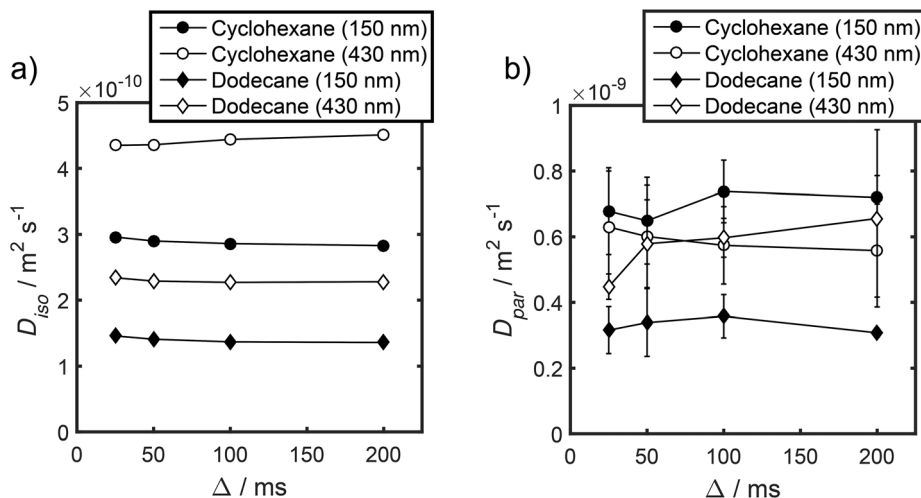 a)
Cyclohexane (150 nm)
Cyclohexane (430 nm)
Dodecane (150 nm)
Dodecane (430 nm)
×10⁻¹⁰
5
4
3
2
1
0
D_iso / m² s⁻¹
0 50 100 150 200
Δ / ms
b)
Cyclohexane (150 nm)
Cyclohexane (430 nm)
Dodecane (150 nm)
Dodecane (430 nm)
×10⁻⁹
1
0.8
0.6
0.4
0.2
0
D_par / m² s⁻¹
0 50 100 150 200
Δ / ms